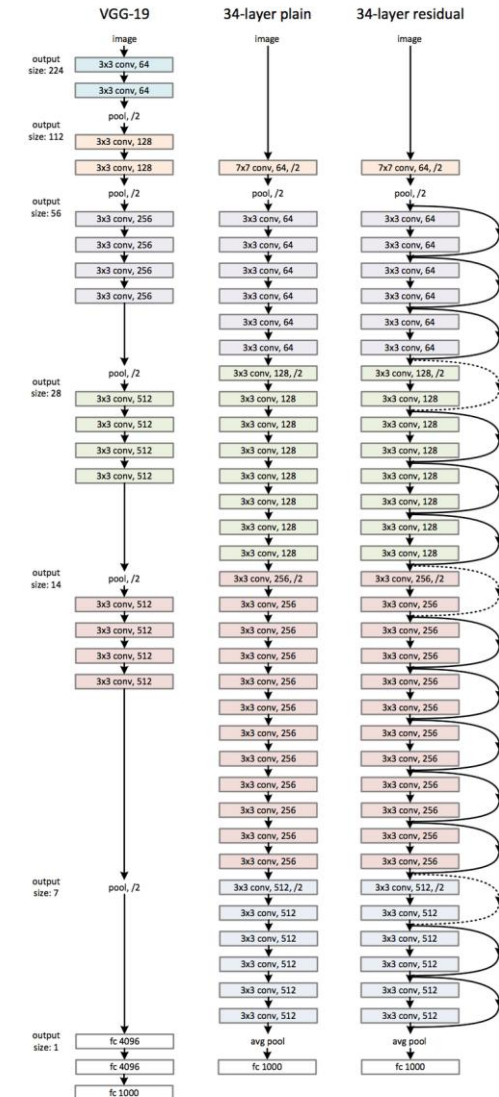 output
size: 224
output
size: 112
output
size: 56
output
size: 28
output
size: 14
output
size: 7
output
size: 1
VGG-19
image
3x3 conv, 64
3x3 conv, 64
pool, /2
3x3 conv, 128
3x3 conv, 128
pool, /2
3x3 conv, 256
3x3 conv, 256
3x3 conv, 256
3x3 conv, 256
pool, /2
3x3 conv, 512
3x3 conv, 512
3x3 conv, 512
3x3 conv, 512
pool, /2
3x3 conv, 512
3x3 conv, 512
3x3 conv, 512
3x3 conv, 512
pool, /2
fc 4096
fc 4096
fc 1000
34-layer plain
image
7x7 conv, 64, /2
pool, /2
3x3 conv, 64
3x3 conv, 64
3x3 conv, 64
3x3 conv, 64
3x3 conv, 64
3x3 conv, 64
3x3 conv, 128, /2
3x3 conv, 128
3x3 conv, 128
3x3 conv, 128
3x3 conv, 128
3x3 conv, 128
3x3 conv, 128
3x3 conv, 128
3x3 conv, 256, /2
3x3 conv, 256
3x3 conv, 256
3x3 conv, 256
3x3 conv, 256
3x3 conv, 256
3x3 conv, 256
3x3 conv, 256
3x3 conv, 256
3x3 conv, 256
3x3 conv, 256
3x3 conv, 256
3x3 conv, 512, /2
3x3 conv, 512
3x3 conv, 512
3x3 conv, 512
3x3 conv, 512
3x3 conv, 512
avg pool
fc 1000
34-layer residual
image
7x7 conv, 64, /2
pool, /2
3x3 conv, 64
3x3 conv, 64
3x3 conv, 64
3x3 conv, 64
3x3 conv, 64
3x3 conv, 64
3x3 conv, 128, /2
3x3 conv, 128
3x3 conv, 128
3x3 conv, 128
3x3 conv, 128
3x3 conv, 128
3x3 conv, 128
3x3 conv, 128
3x3 conv, 256, /2
3x3 conv, 256
3x3 conv, 256
3x3 conv, 256
3x3 conv, 256
3x3 conv, 256
3x3 conv, 256
3x3 conv, 256
3x3 conv, 256
3x3 conv, 256
3x3 conv, 256
3x3 conv, 256
3x3 conv, 512, /2
3x3 conv, 512
3x3 conv, 512
3x3 conv, 512
3x3 conv, 512
3x3 conv, 512
avg pool
fc 1000